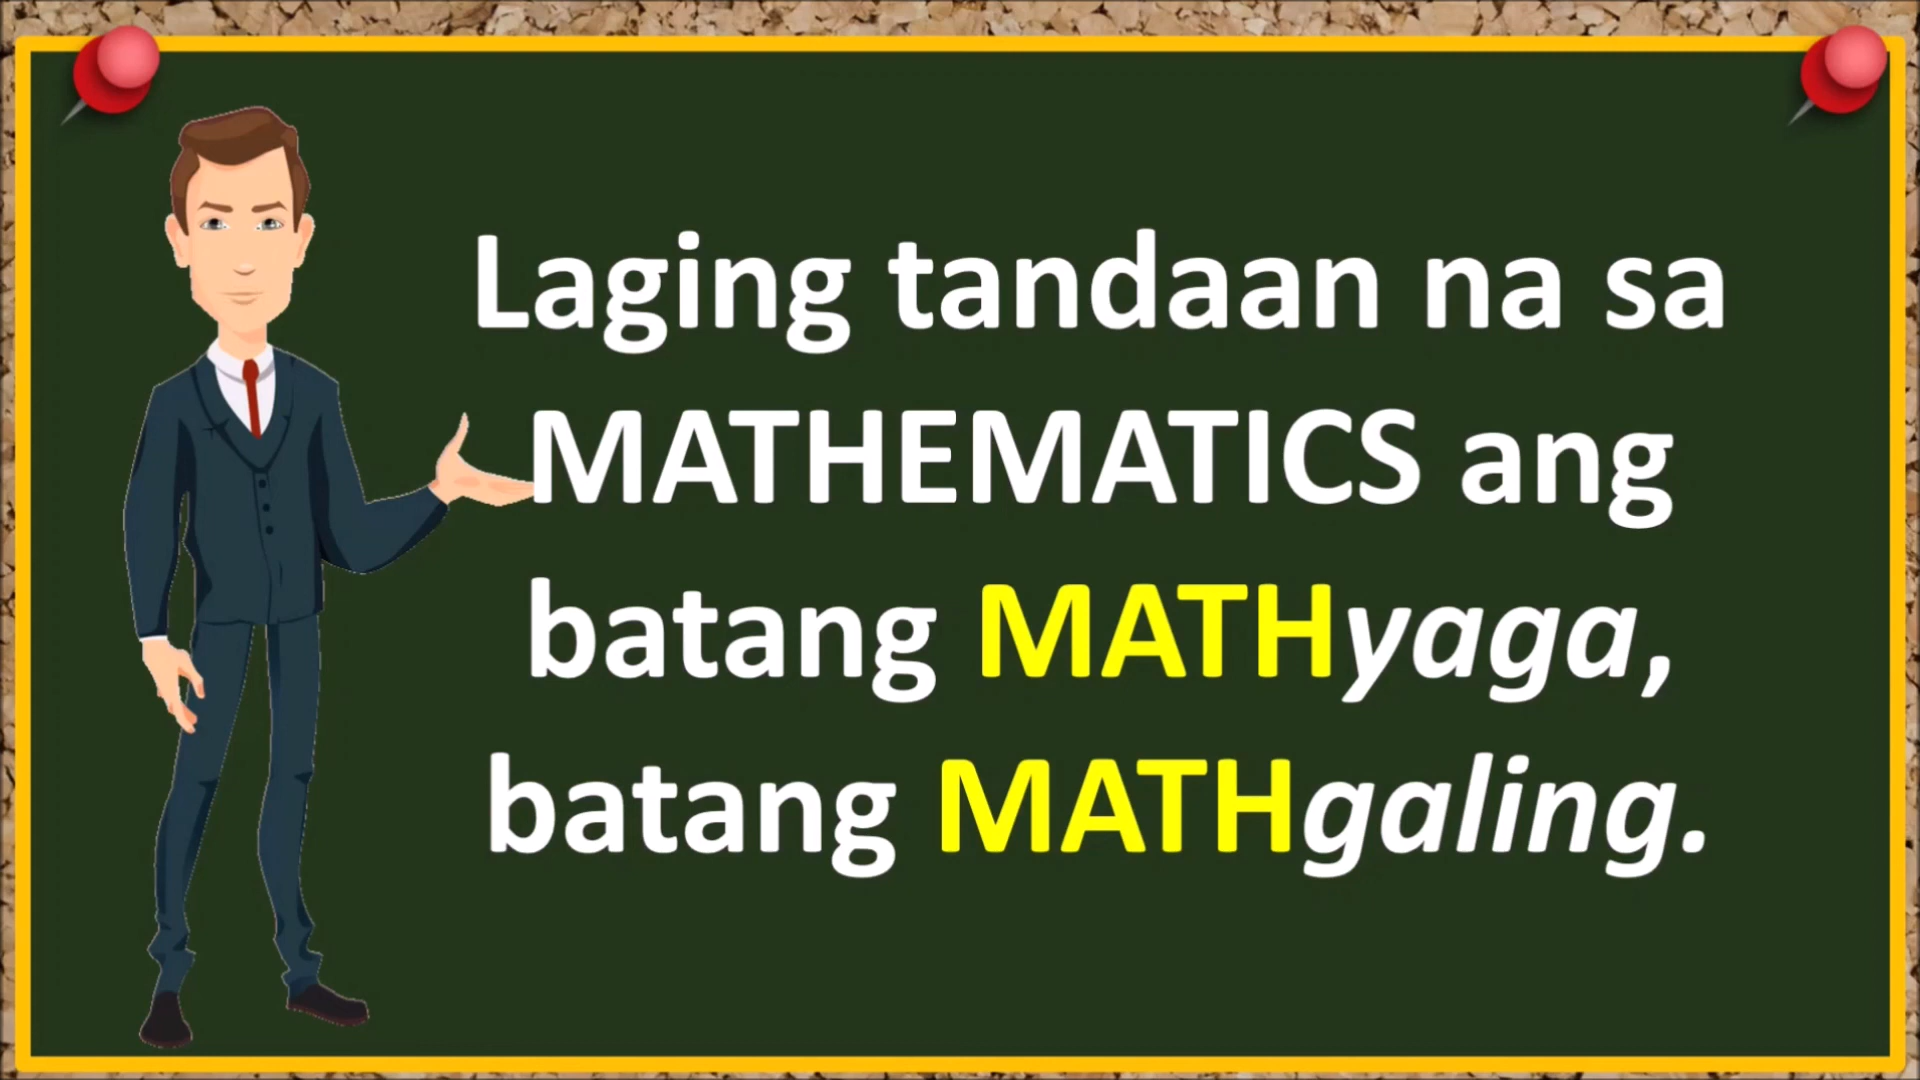 Laging tandaan na sa
MATHEMATICS ang
batang MATHyaga,
batang MATHgaling.